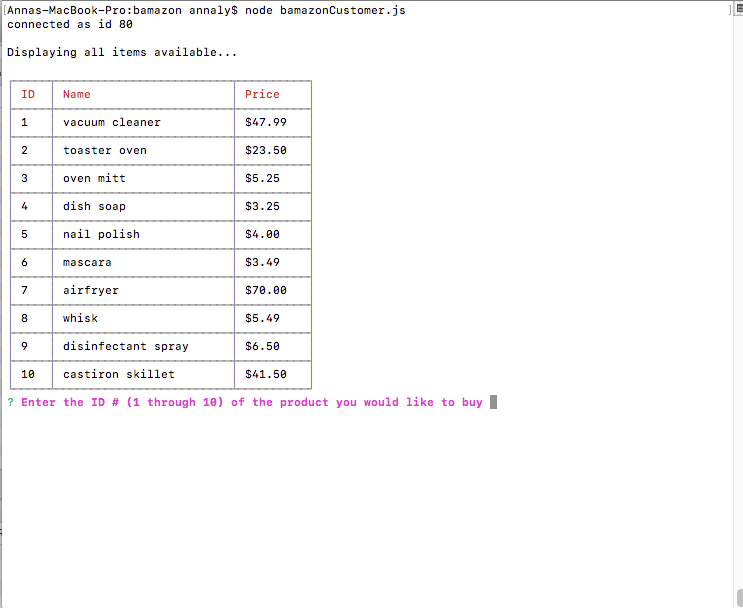 [Annas-MacBook-Pro:bamazon annaly$ node bamazonCustomer.js ]
connected as id 80
Displaying all items available...
ID Name Price
1 vacuum cleaner $47.99
2 toaster oven $23.50
3 oven mitt $5.25
4 dish soap $3.25
5 nail polish $4.00
6 mascara $3.49
7 airfryer $70.00
8 whisk $5.49
9 disinfectant spray $6.50
10 castiron skillet $41.50
? Enter the ID # (1 through 10) of the product you would like to buy